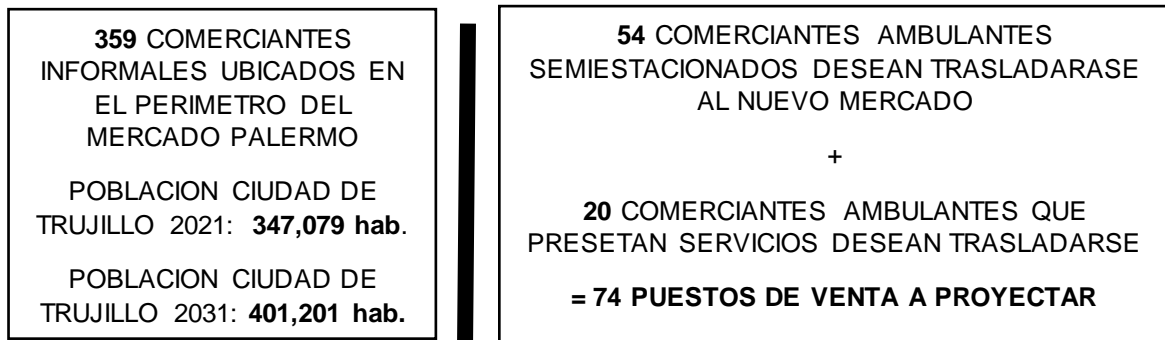 359 COMERCIANTES
INFORMALES UBICADOS EN
EL PERIMETRO DEL
MERCADO PALERMO
POBLACION CIUDAD DE
TRUJILLO 2021: 347,079 hab.
POBLACION CIUDAD DE
TRUJILLO 2031: 401,201 hab.
54 COMERCIANTES AMBULANTES
SEMIESTACIONADOS DESEAN TRASLADARASE
AL NUEVO MERCADO
+
20 COMERCIANTES AMBULANTES QUE
PRESETAN SERVICIOS DESEAN TRASLADARSE
= 74 PUESTOS DE VENTA A PROYECTAR